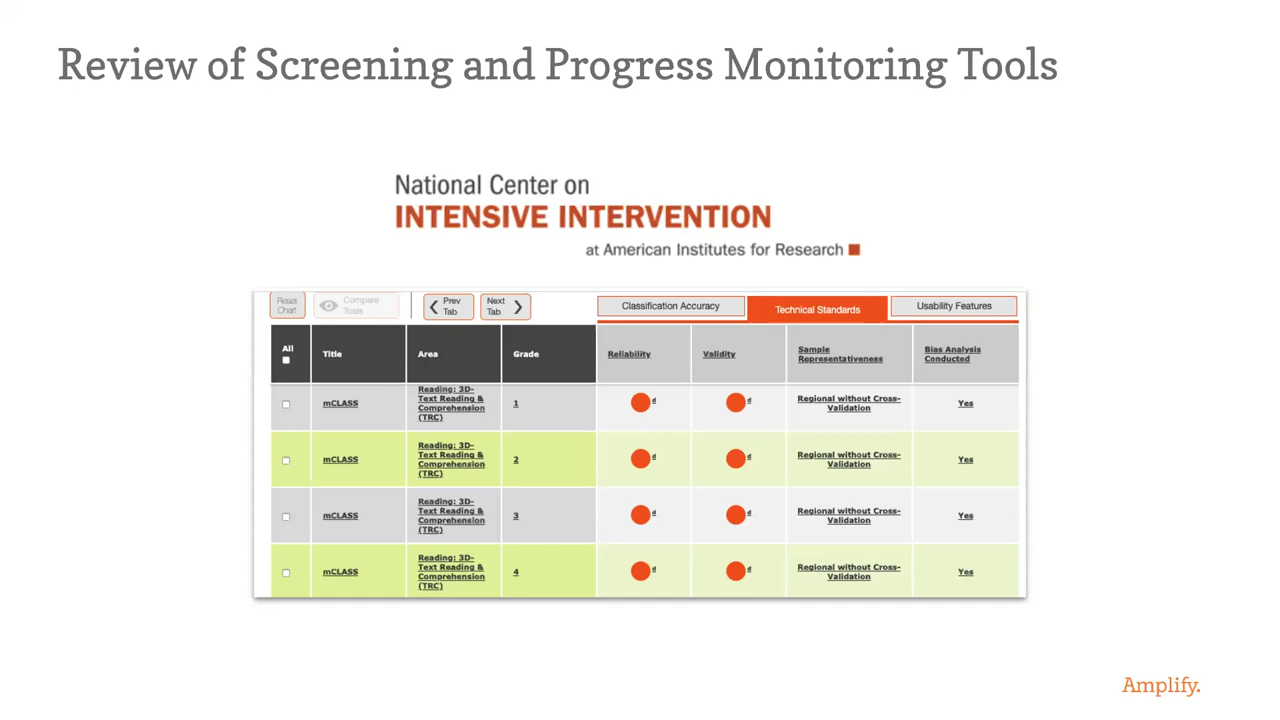 Review of Screening and Progress Monitoring Tools
National Center on
INTENSIVE INTERVENTION
at American Institutes for Research
Reset Chart
Compare Tools
Prev Tab
Next Tab
Classification Accuracy
Technical Standards
Usability Features
All
Title
Area
Grade
Reliability
Validity
Sample
Representativeness
Bias Analysis
Conducted
mCLASS
Reading: 3D-
Text Reading &
Comprehension
(TRC)
1
d
d
Regional without Cross-
Validation
Yes
mCLASS
Reading: 3D-
Text Reading &
Comprehension
(TRC)
2
d
d
Regional without Cross-
Validation
Yes
mCLASS
Reading: 3D-
Text Reading &
Comprehension
(TRC)
3
d
d
Regional without Cross-
Validation
Yes
mCLASS
Reading: 3D-
Text Reading &
Comprehension
(TRC)
4
d
d
Regional without Cross-
Validation
Yes
Amplify.